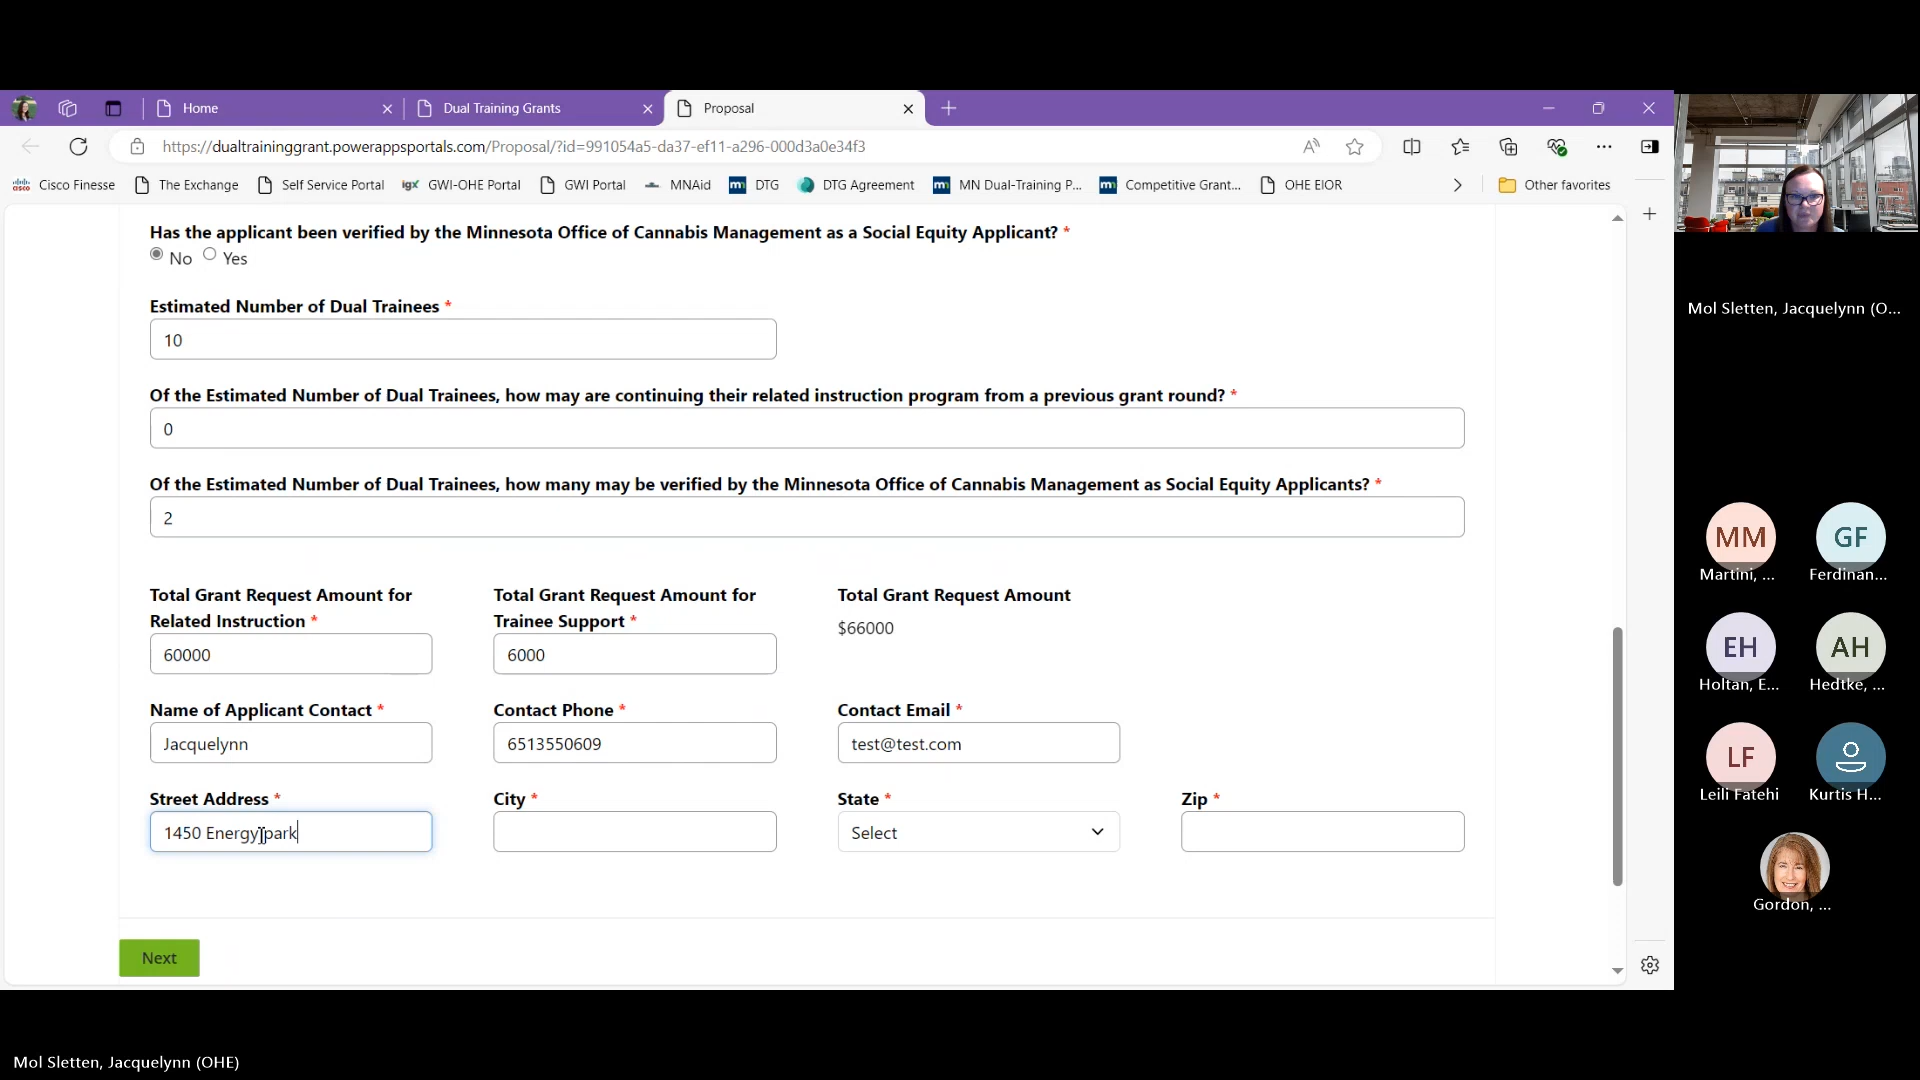 Home
Dual Training Grants
Proposal
https://dualtraininggrant.powerappsportals.com/Proposal/?id=991054a5-da37-ef11-a296-000d3a0e34f3
cisco Cisco Finesse
The Exchange
Self Service Portal
igx GWI-OHE Portal
GWI Portal
MNAid
DTG
DTG Agreement
MN Dual-Training P...
Competitive Grant...
OHE EIOR
Other favorites
Has the applicant been verified by the Minnesota Office of Cannabis Management as a Social Equity Applicant? *
No Yes
Estimated Number of Dual Trainees *
10
Of the Estimated Number of Dual Trainees, how may are continuing their related instruction program from a previous grant round? *
0
Of the Estimated Number of Dual Trainees, how many may be verified by the Minnesota Office of Cannabis Management as Social Equity Applicants? *
2
Total Grant Request Amount for
Related Instruction *
60000
Total Grant Request Amount for
Trainee Support *
6000
Total Grant Request Amount
$66000
Name of Applicant Contact *
Jacquelynn
Contact Phone *
6513550609
Contact Email *
test@test.com
Street Address *
1450 Energy park
City *
State *
Select
Zip *
Next
Mol Sletten, Jacquelynn (O...
MM
Martini, ...
GF
Ferdinan...
EH
Holtan, E...
AH
Hedtke, ...
LF
Leili Fatehi
Kurtis H...
Gordon, ...
Mol Sletten, Jacquelynn (OHE)